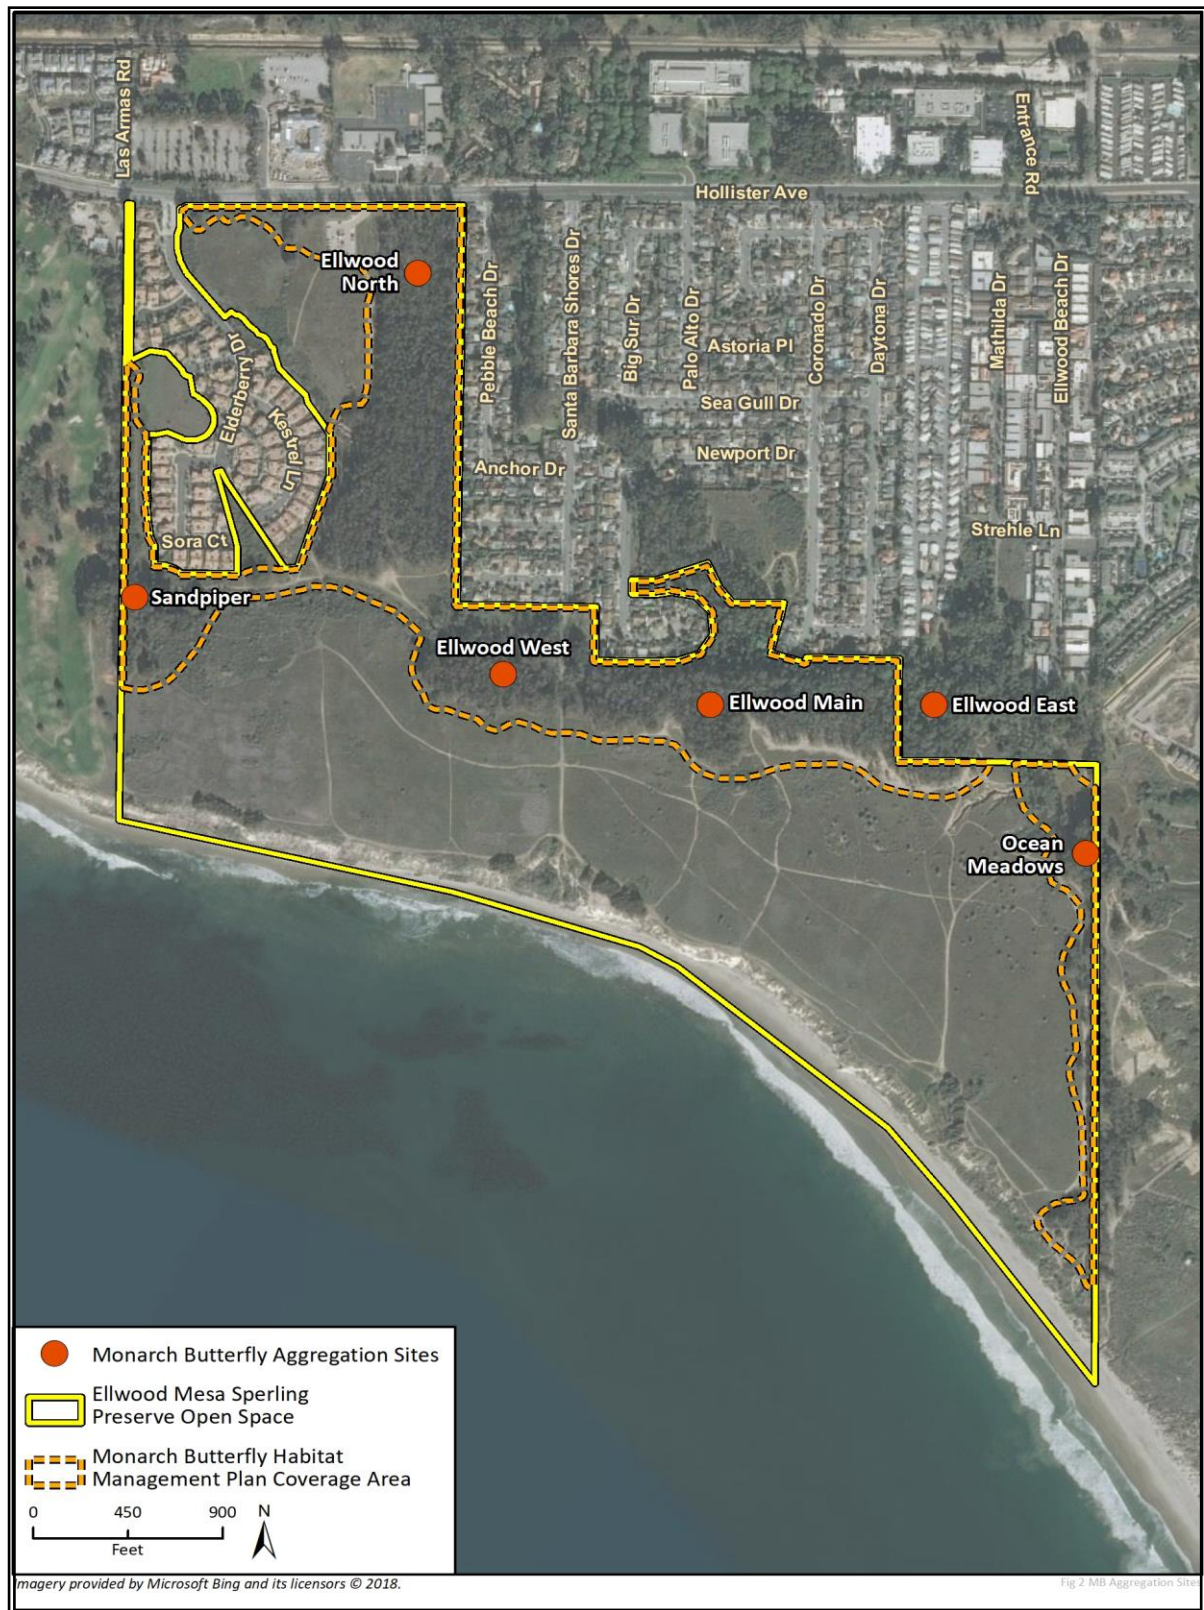 Las Armas Rd
Entrance Rd
Hollister Ave
Ellwood
North
Pebble Beach Dr
Santa Barbara Shores Dr
Big Sur Dr
Palo Alto Dr
Astoria Pl
Coronado Dr
Daytona Dr
Mathilda Dr
Ellwood Beach Dr
Elderberry Dr
Kestrel Ln
Sea Gull Dr
Newport Dr
Anchor Dr
Strehle Ln
Sora Ct
Sandpiper
Ellwood West
Ellwood Main
Ellwood East
Ocean
Meadows
Monarch Butterfly Aggregation Sites
Ellwood Mesa Sperling
Preserve Open Space
Monarch Butterfly Habitat
Management Plan Coverage Area
0 450 900
Feet
N
Imagery provided by Microsoft Bing and its licensors © 2018.
Fig 2 MB Aggregation Sites